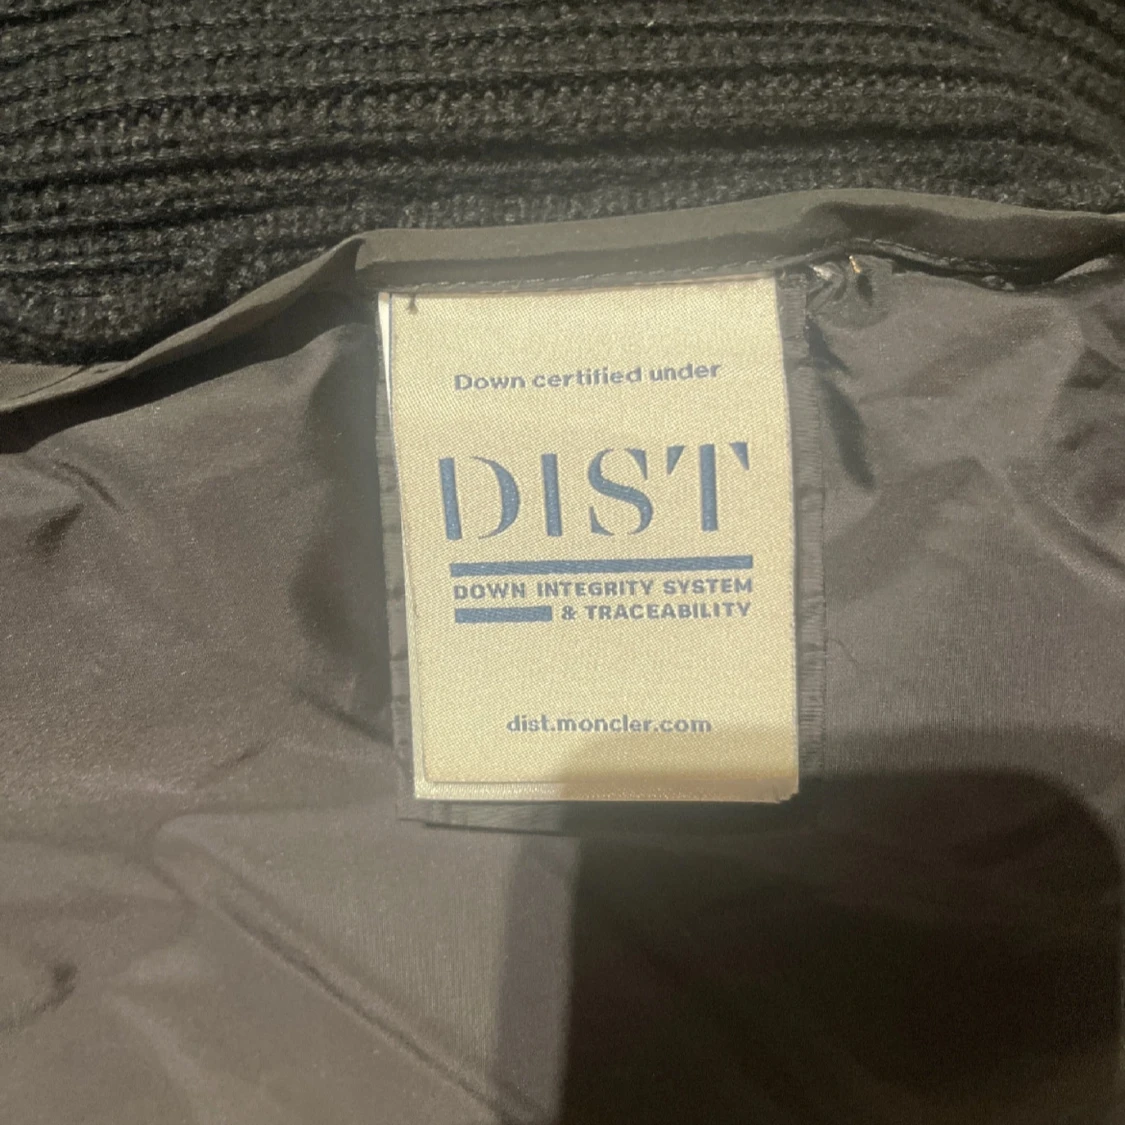 Down certified under
DIST
DOWN INTEGRITY SYSTEM
& TRACEABILITY
dist.moncler.com